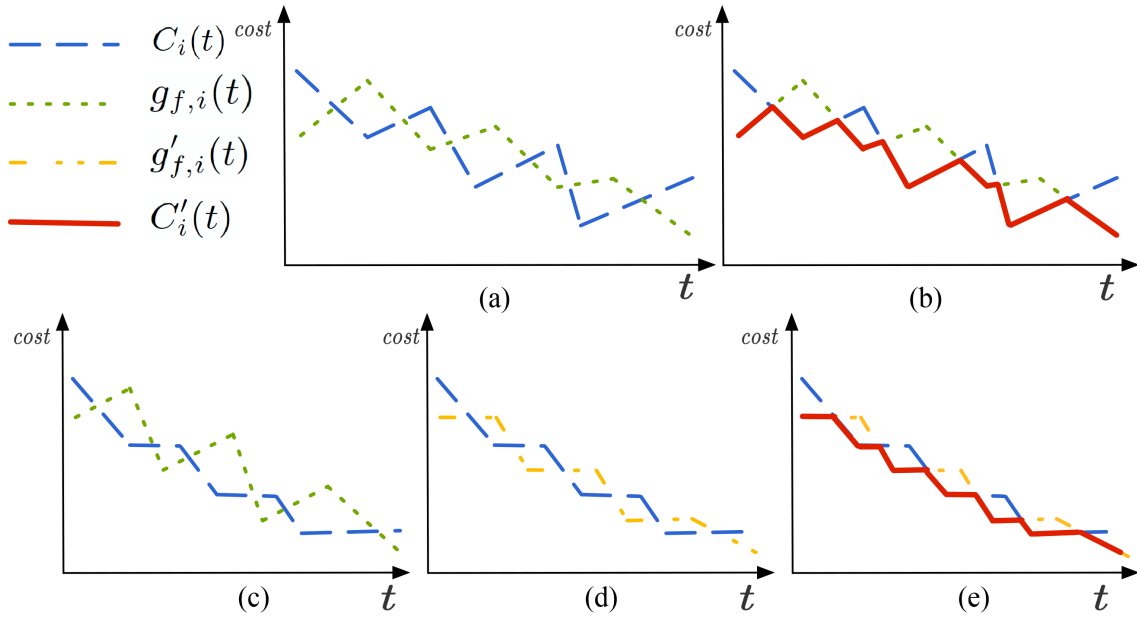 C_i(t)
g_{f,i}(t)
g'_{f,i}(t)
C'_i(t)
cost
t
(a)
cost
t
(b)
cost
t
(c)
cost
t
(d)
cost
t
(e)